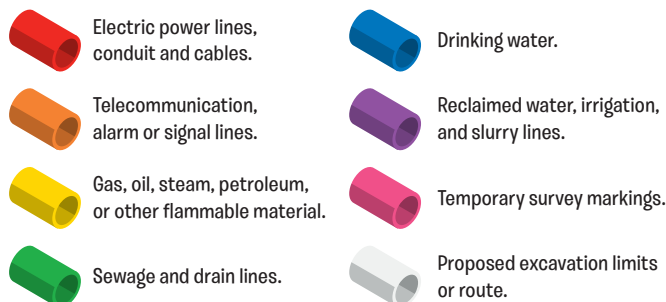 Electric power lines,
conduit and cables.
Telecommunication,
alarm or signal lines.
Gas, oil, steam, petroleum,
or other flammable material.
Sewage and drain lines.
Drinking water.
Reclaimed water, irrigation,
and slurry lines.
Temporary survey markings.
Proposed excavation limits
or route.